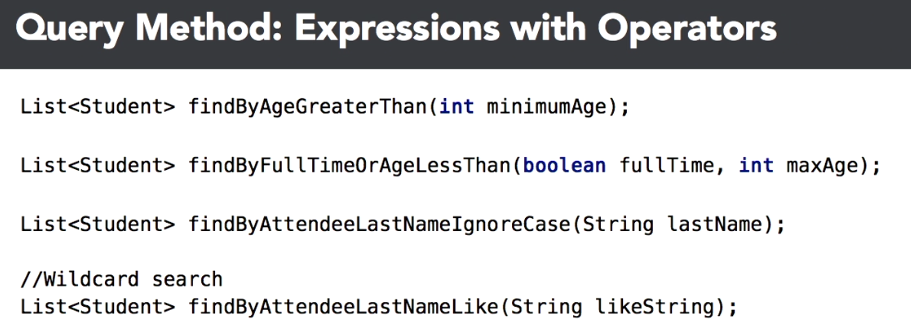 Query Method: Expressions with Operators
List<Student> findByAgeGreaterThan(int minimumAge);
List<Student> findByFullTimeOrAgeLessThan(boolean fullTime, int maxAge);
List<Student> findByAttendeeLastNameIgnoreCase(String lastName);
//Wildcard search
List<Student> findByAttendeeLastNameLike(String likeString);